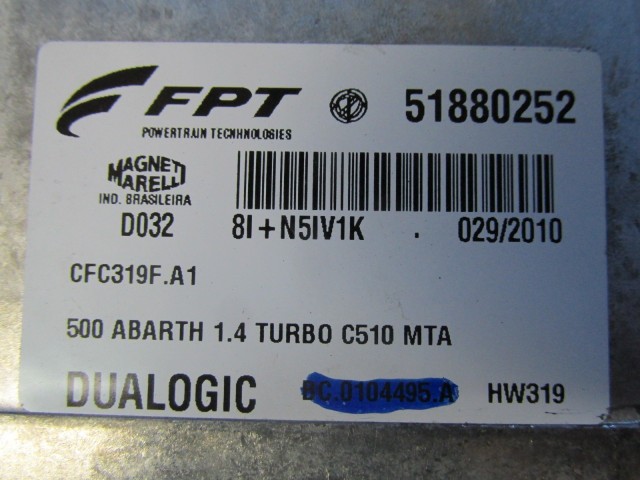 FPT 51880252
POWERTRAIN TECHNHOLOGIES
MAGNETI
MARELLI
IND. BRASILEIRA
D032 8I+N5IV1K . 029/2010
CFC319F.A1
500 ABARTH 1.4 TURBO C510 MTA
DUALOGIC DC.0104495.A HW319